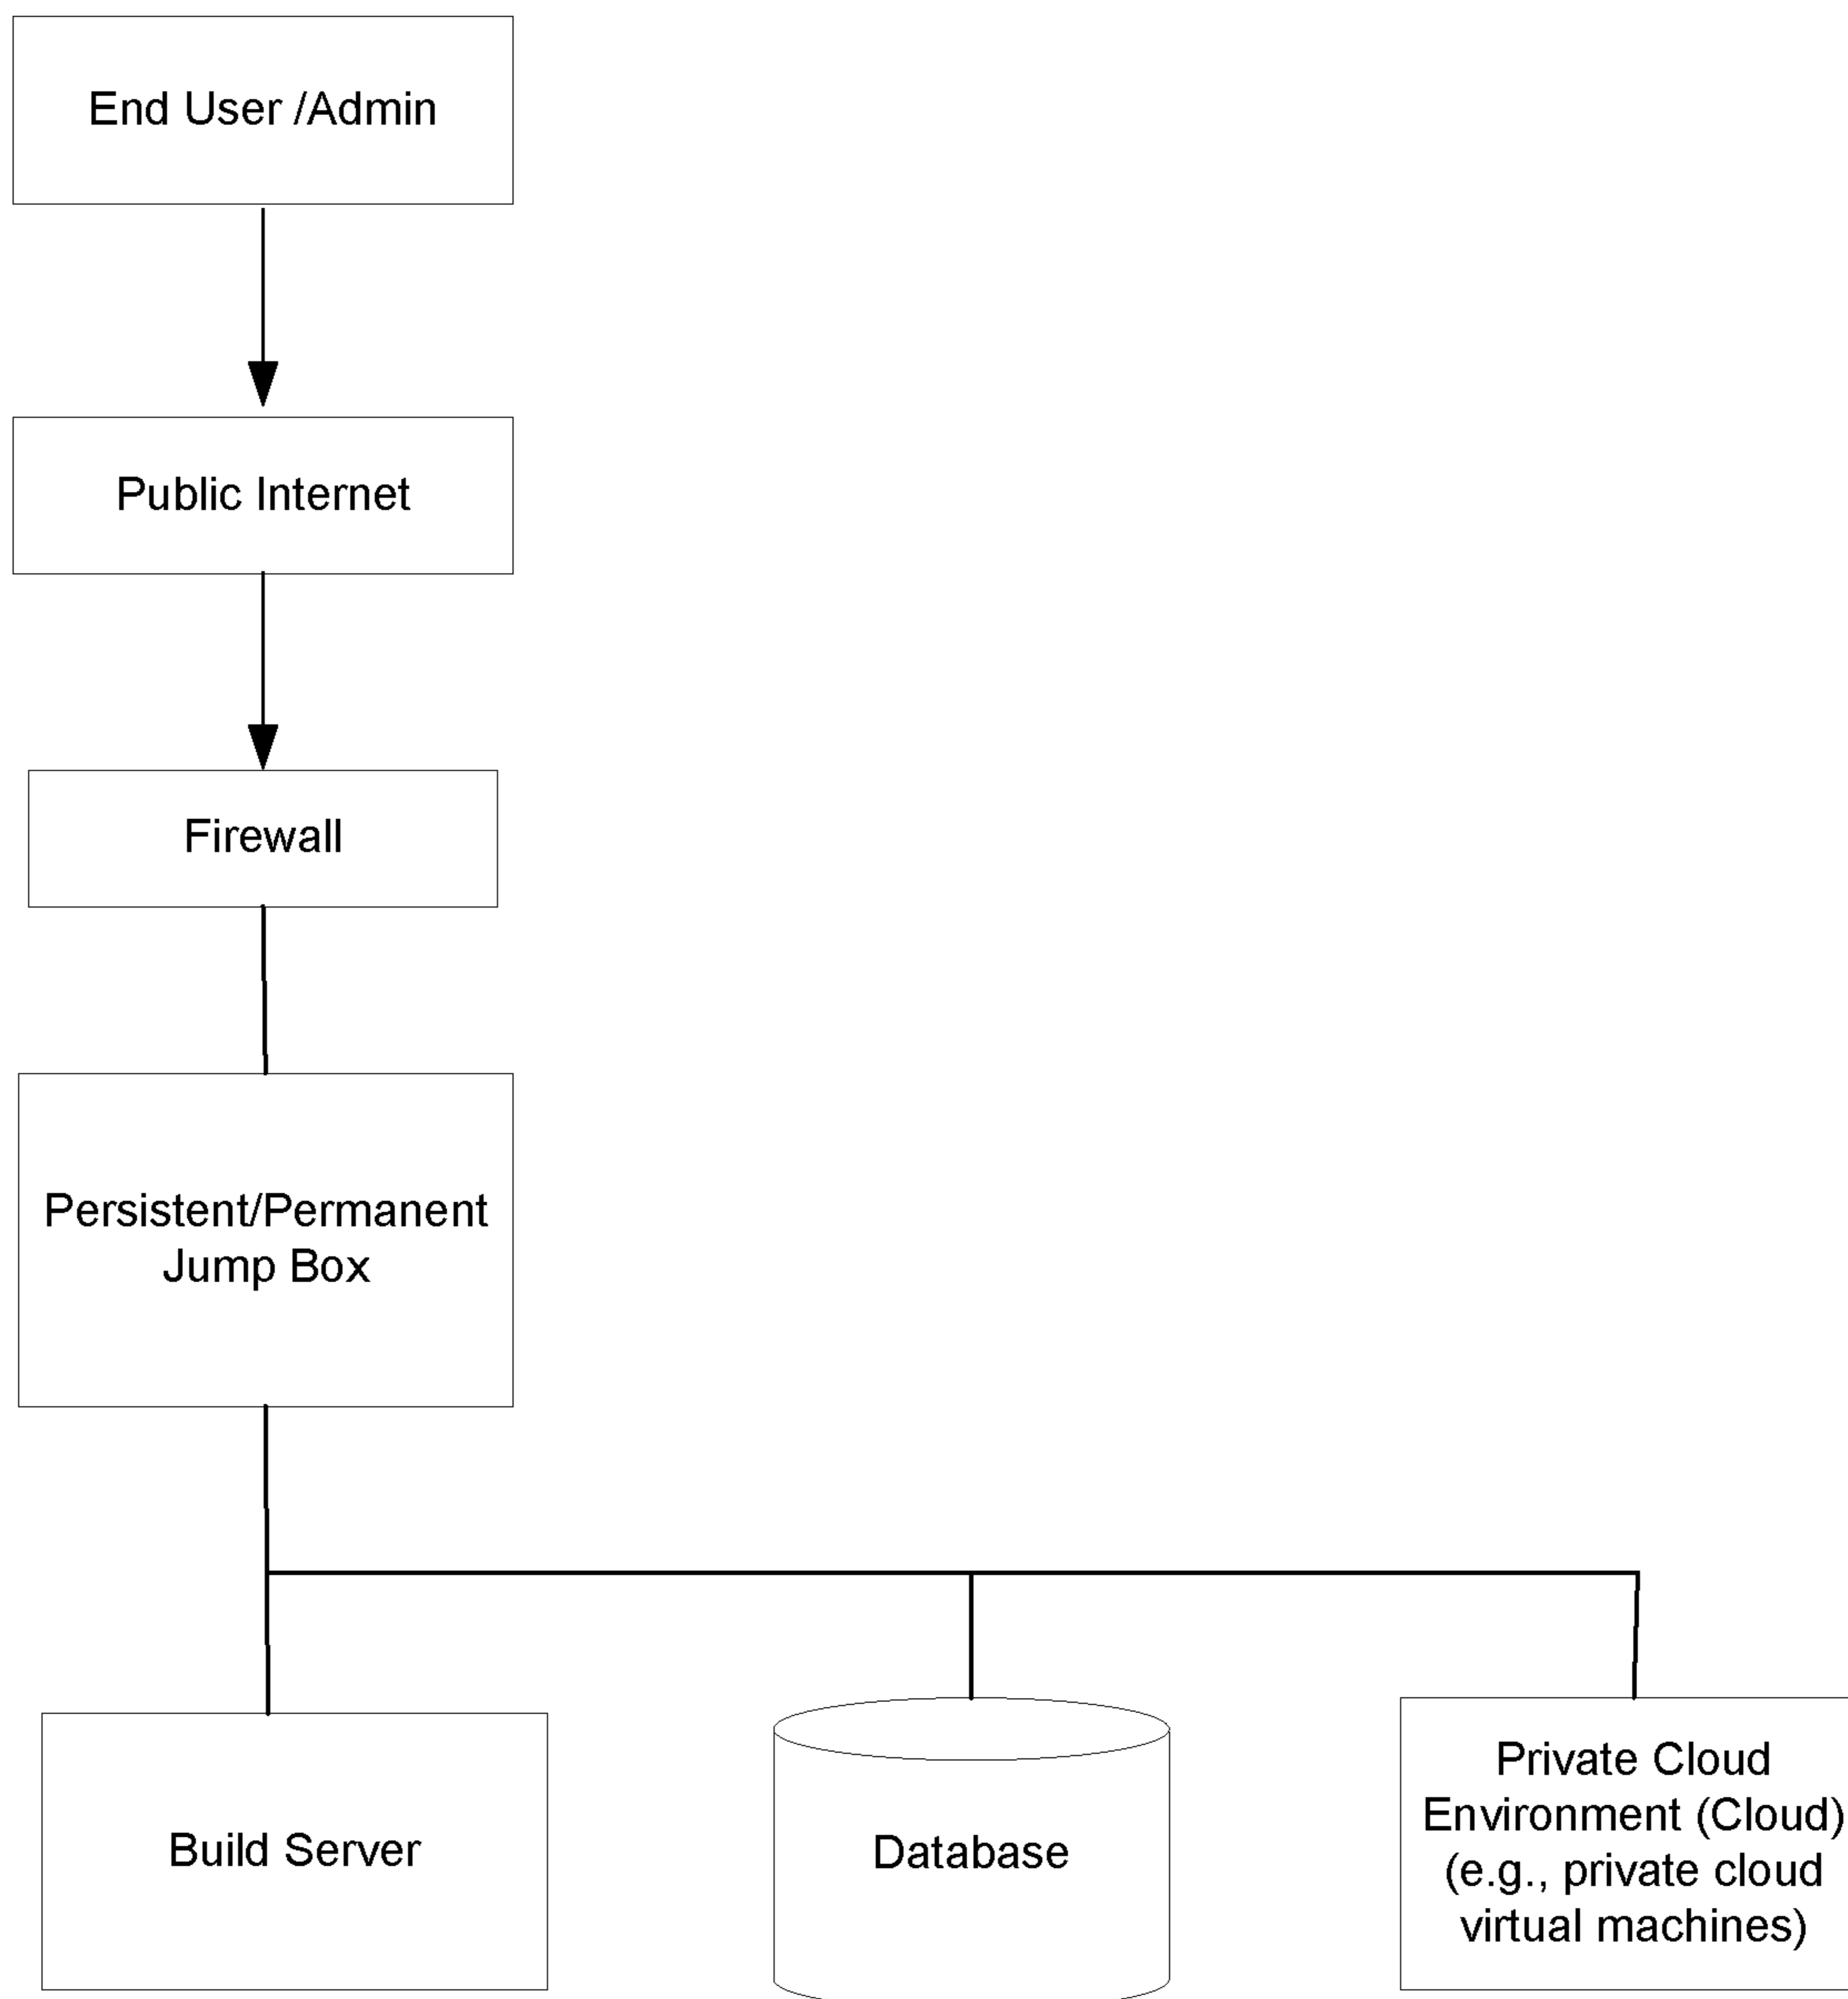 End User /Admin
Public Internet
Firewall
Persistent/Permanent
Jump Box
Build Server
Database
Private Cloud
Environment (Cloud)
(e.g., private cloud
virtual machines)